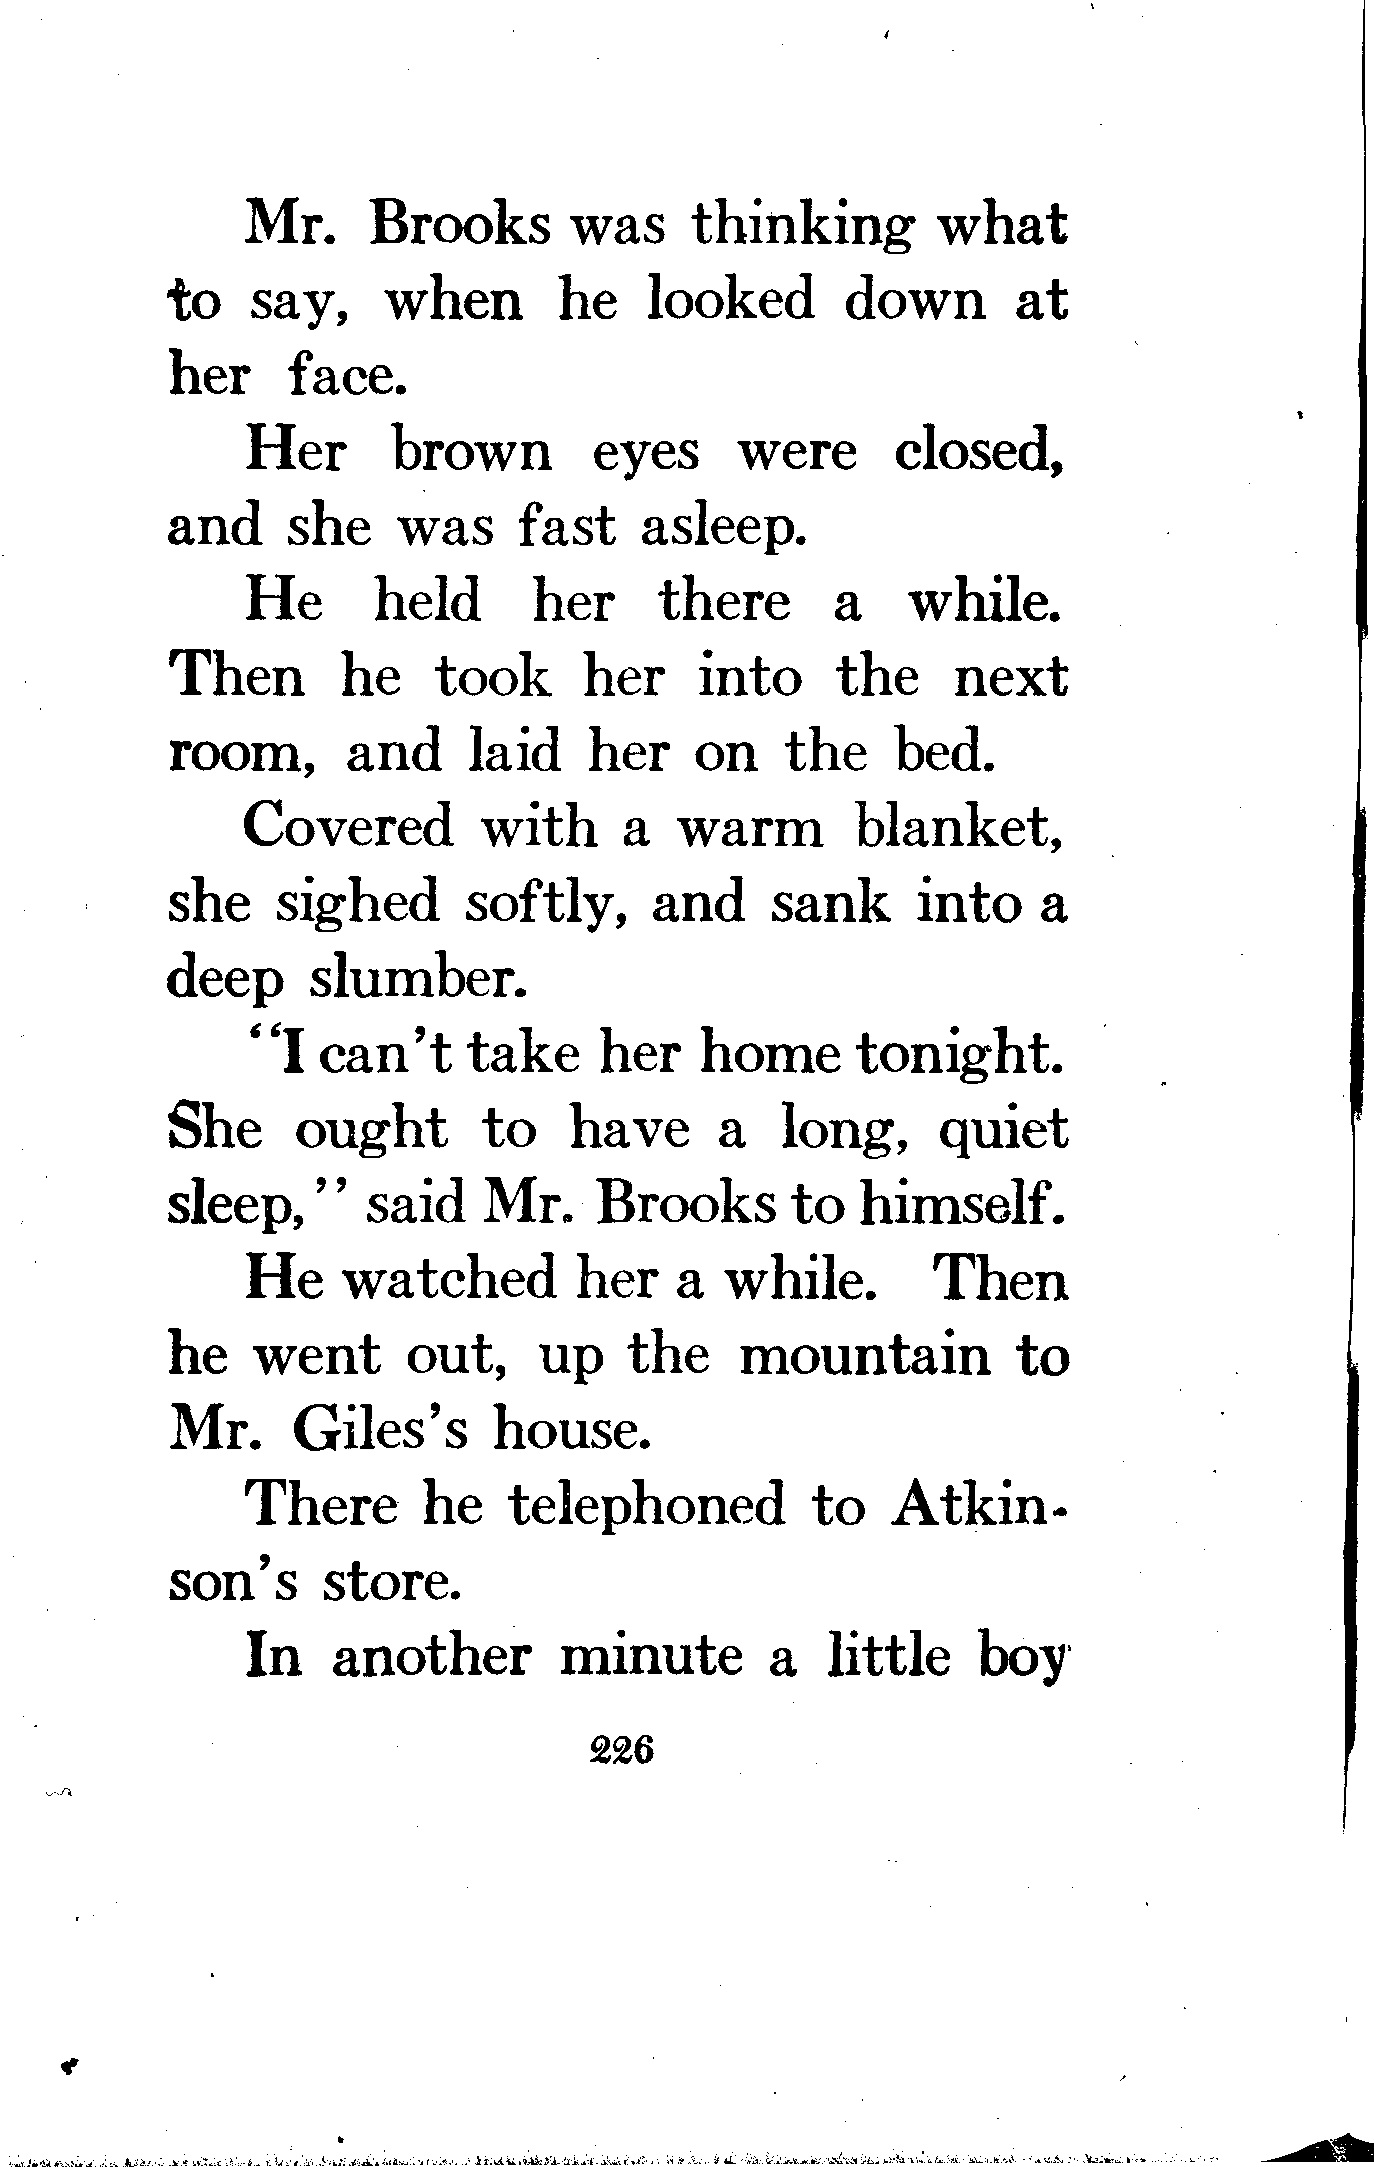 Mr. Brooks was thinking what
to say, when he looked down at
her face.
Her brown eyes were closed,
and she was fast asleep.
He held her there a while.
Then he took her into the next
room, and laid her on the bed.
Covered with a warm blanket,
she sighed softly, and sank into a
deep slumber.
"I can't take her home tonight.
She ought to have a long, quiet
sleep," said Mr. Brooks to himself.
He watched her a while. Then
he went out, up the mountain to
Mr. Giles's house.
There he telephoned to Atkin-
son's store.
In another minute a little boy
226